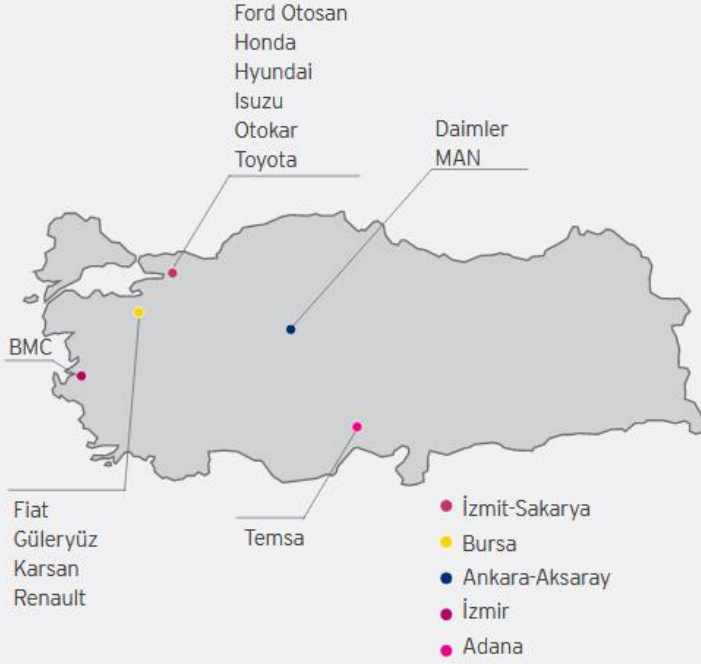 Ford Otosan
Honda
Hyundai
Isuzu
Otokar
Toyota
Daimler
MAN
BMC
Fiat
Güleryüz
Karsan
Renault
Temsa
İzmit-Sakarya
Bursa
Ankara-Aksaray
İzmir
Adana